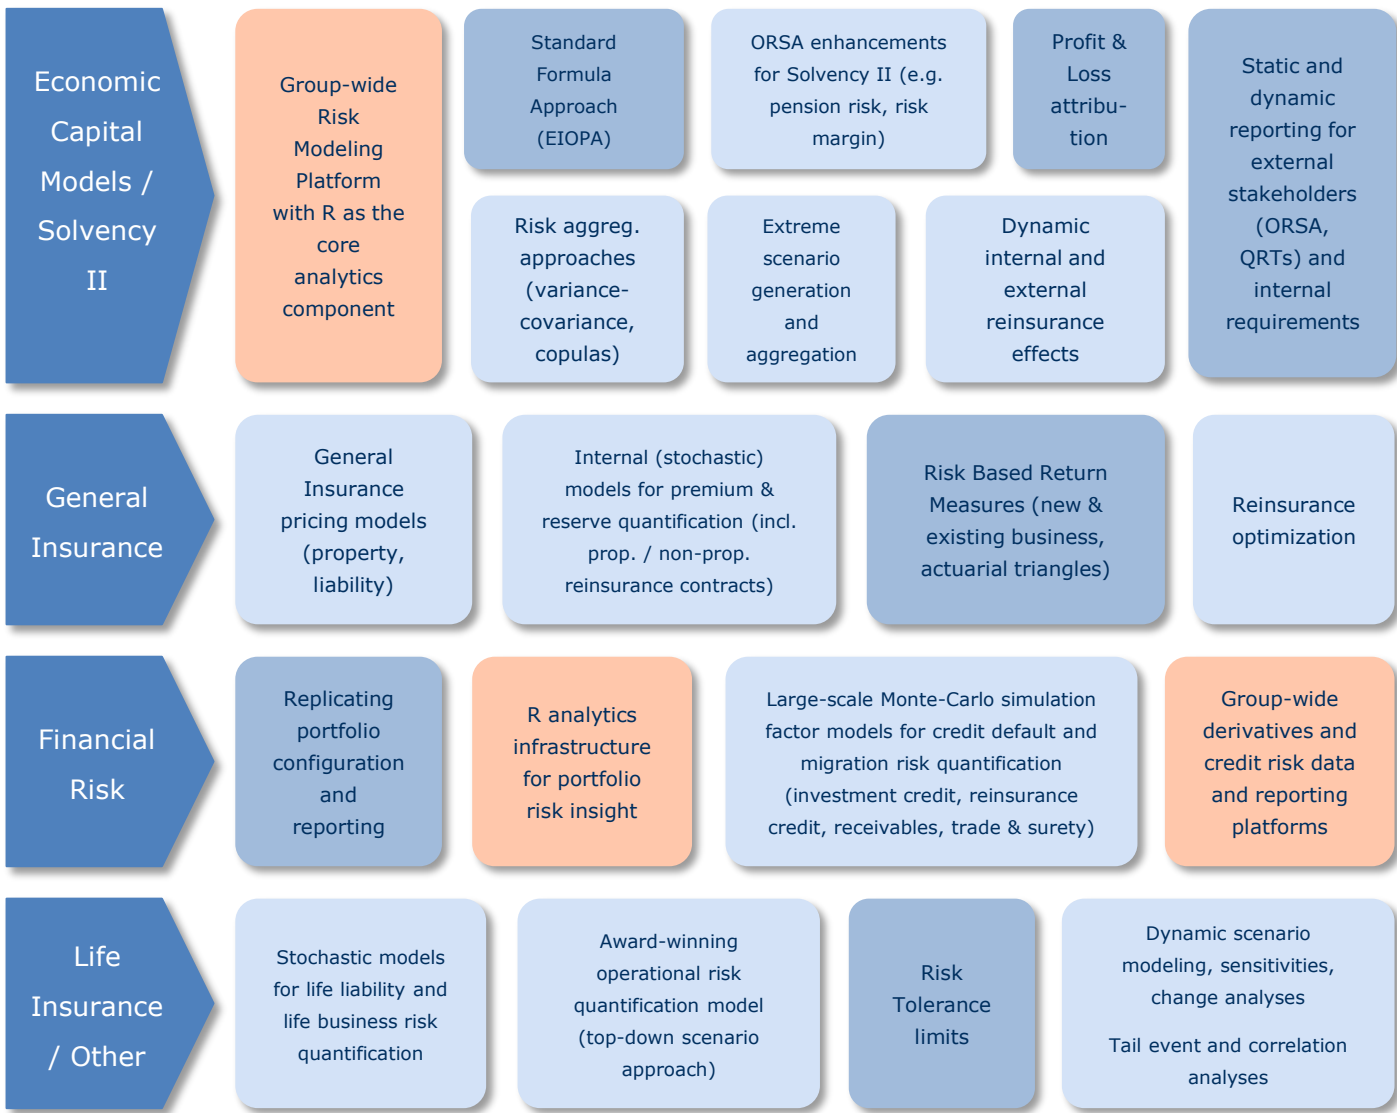 Economic
Capital
Models /
Solvency
II
Group-wide
Risk
Modeling
Platform
with R as the
core
analytics
component
Standard
Formula
Approach
(EIOPA)
ORSA enhancements
for Solvency II (e.g.
pension risk, risk
margin)
Profit &
Loss
attribu-
tion
Static and
dynamic
reporting for
external
stakeholders
(ORSA,
QRTs) and
internal
requirements
Risk aggreg.
approaches
(variance-
covariance,
copulas)
Extreme
scenario
generation
and
aggregation
Dynamic
internal and
external
reinsurance
effects
General
Insurance
General
Insurance
pricing models
(property,
liability)
Internal (stochastic)
models for premium &
reserve quantification (incl.
prop. / non-prop.
reinsurance contracts)
Risk Based Return
Measures (new &
existing business,
actuarial triangles)
Reinsurance
optimization
Financial
Risk
Replicating
portfolio
configuration
and
reporting
R analytics
infrastructure
for portfolio
risk insight
Large-scale Monte-Carlo simulation
factor models for credit default and
migration risk quantification
(investment credit, reinsurance
credit, receivables, trade & surety)
Group-wide
derivatives and
credit risk data
and reporting
platforms
Life
Insurance
/ Other
Stochastic models
for life liability and
life business risk
quantification
Award-winning
operational risk
quantification model
(top-down scenario
approach)
Risk
Tolerance
limits
Dynamic scenario
modeling, sensitivities,
change analyses
Tail event and correlation
analyses